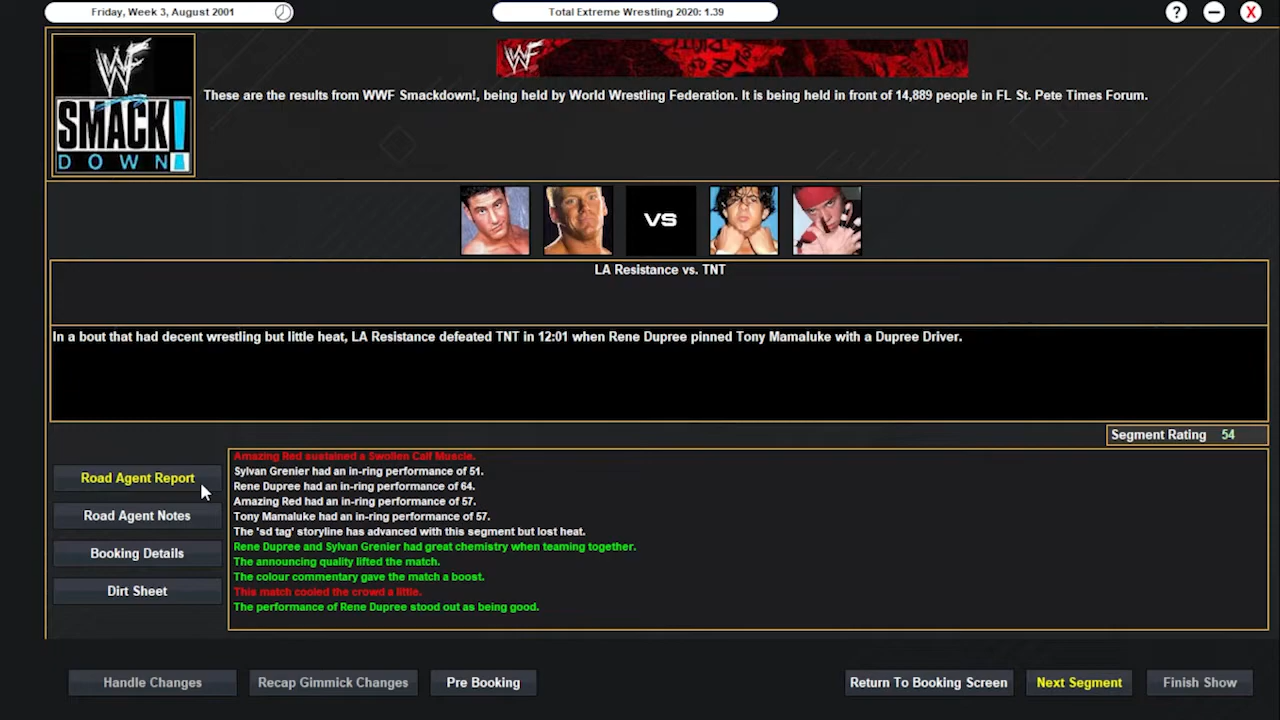 Friday, Week 3, August 2001
Total Extreme Wrestling 2020: 1.39
?
X
WF
SMACK
DOWN!
WF
These are the results from WWF Smackdown!, being held by World Wrestling Federation. It is being held in front of 14,889 people in FL St. Pete Times Forum.
VS
LA Resistance vs. TNT
In a bout that had decent wrestling but little heat, LA Resistance defeated TNT in 12:01 when Rene Dupree pinned Tony Mamaluke with a Dupree Driver.
Segment Rating 54
Road Agent Report
Road Agent Notes
Booking Details
Dirt Sheet
Amazing Red sustained a Swollen Calf Muscle.
Sylvan Grenier had an in-ring performance of 51.
Rene Dupree had an in-ring performance of 64.
Amazing Red had an in-ring performance of 57.
Tony Mamaluke had an in-ring performance of 57.
The 'sd tag' storyline has advanced with this segment but lost heat.
Rene Dupree and Sylvan Grenier had great chemistry when teaming together.
The announcing quality lifted the match.
The colour commentary gave the match a boost.
This match cooled the crowd a little.
The performance of Rene Dupree stood out as being good.
Handle Changes
Recap Gimmick Changes
Pre Booking
Return To Booking Screen
Next Segment
Finish Show